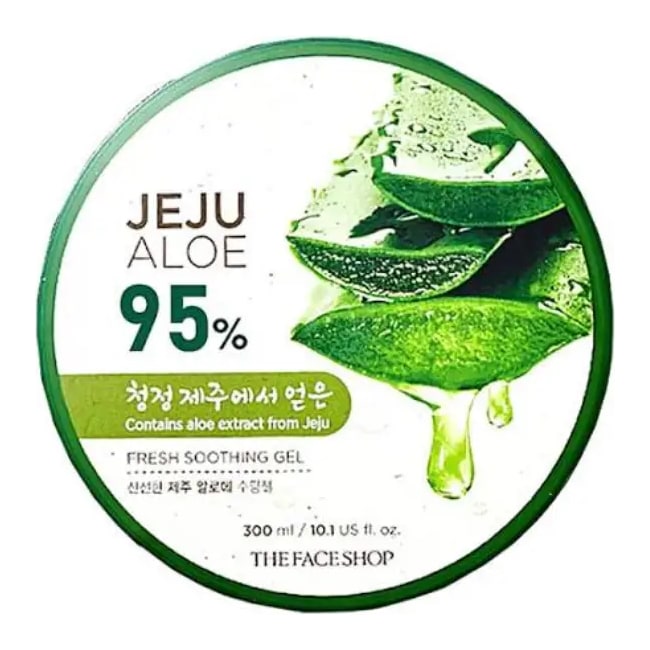 JEJU
ALOE
95%
청정 제주에서 얻은
Contains aloe extract from Jeju
FRESH SOOTHING GEL
신선한 제주 알로에 수딩젤
300 ml / 10.1 US fl. oz.
THE FACE SHOP